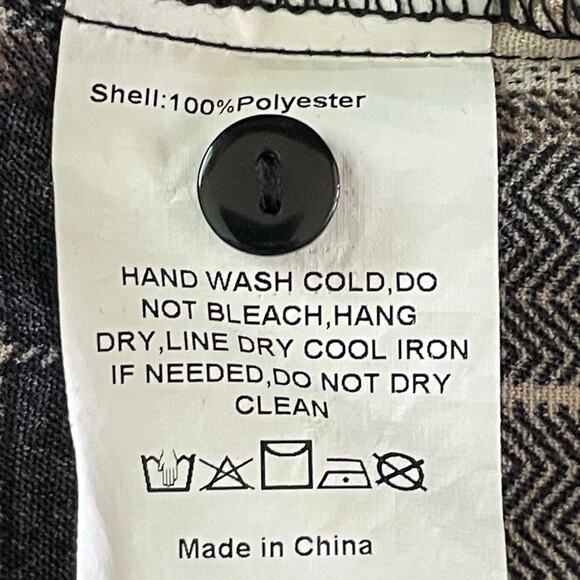 Shell:100%Polyester
HAND WASH COLD,DO
NOT BLEACH,HANG
DRY,LINE DRY COOL IRON
IF NEEDED,DO NOT DRY
CLEAN
Made in China